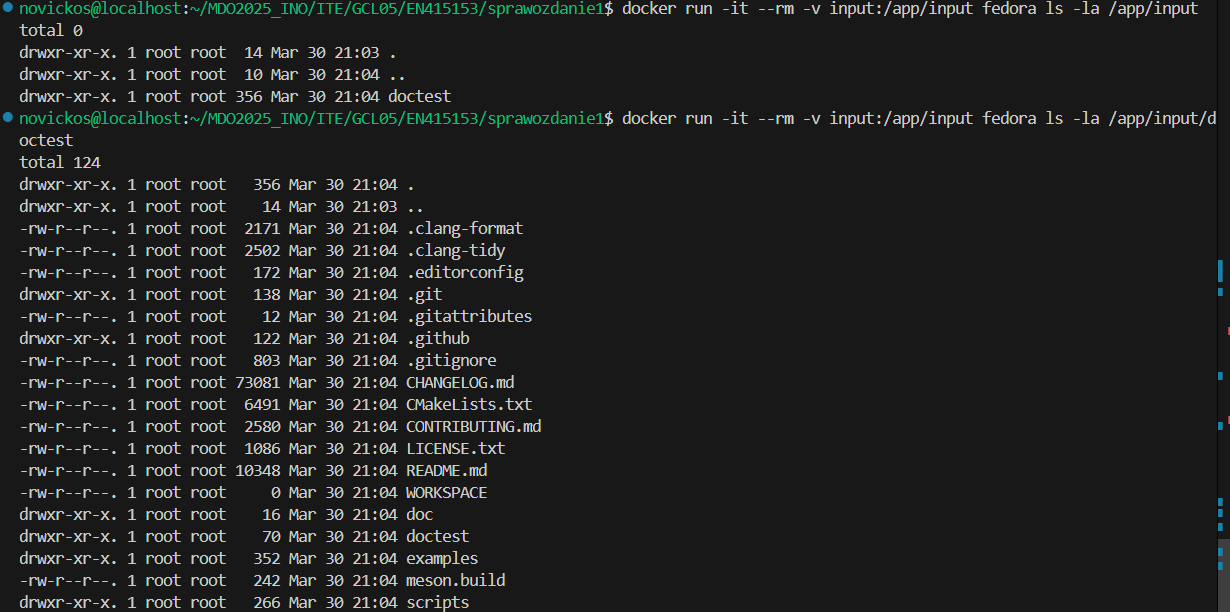 novickos@localhost:~/MDO2025_INO/ITE/GCL05/EN415153/sprawozdanie1$ docker run -it --rm -v input:/app/input fedora ls -la /app/input
total 0
drwxr-xr-x. 1 root root  14 Mar 30 21:03 .
drwxr-xr-x. 1 root root  10 Mar 30 21:04 ..
drwxr-xr-x. 1 root root 356 Mar 30 21:04 doctest
novickos@localhost:~/MDO2025_INO/ITE/GCL05/EN415153/sprawozdanie1$ docker run -it --rm -v input:/app/input fedora ls -la /app/input/d
octest
total 124
drwxr-xr-x. 1 root root   356 Mar 30 21:04 .
drwxr-xr-x. 1 root root    14 Mar 30 21:03 ..
-rw-r--r--. 1 root root  2171 Mar 30 21:04 .clang-format
-rw-r--r--. 1 root root  2502 Mar 30 21:04 .clang-tidy
-rw-r--r--. 1 root root   172 Mar 30 21:04 .editorconfig
drwxr-xr-x. 1 root root   138 Mar 30 21:04 .git
-rw-r--r--. 1 root root    12 Mar 30 21:04 .gitattributes
drwxr-xr-x. 1 root root   122 Mar 30 21:04 .github
-rw-r--r--. 1 root root   803 Mar 30 21:04 .gitignore
-rw-r--r--. 1 root root 73081 Mar 30 21:04 CHANGELOG.md
-rw-r--r--. 1 root root  6491 Mar 30 21:04 CMakeLists.txt
-rw-r--r--. 1 root root  2580 Mar 30 21:04 CONTRIBUTING.md
-rw-r--r--. 1 root root  1086 Mar 30 21:04 LICENSE.txt
-rw-r--r--. 1 root root 10348 Mar 30 21:04 README.md
-rw-r--r--. 1 root root     0 Mar 30 21:04 WORKSPACE
drwxr-xr-x. 1 root root    16 Mar 30 21:04 doc
drwxr-xr-x. 1 root root    70 Mar 30 21:04 doctest
drwxr-xr-x. 1 root root   352 Mar 30 21:04 examples
-rw-r--r--. 1 root root   242 Mar 30 21:04 meson.build
drwxr-xr-x. 1 root root   266 Mar 30 21:04 scripts